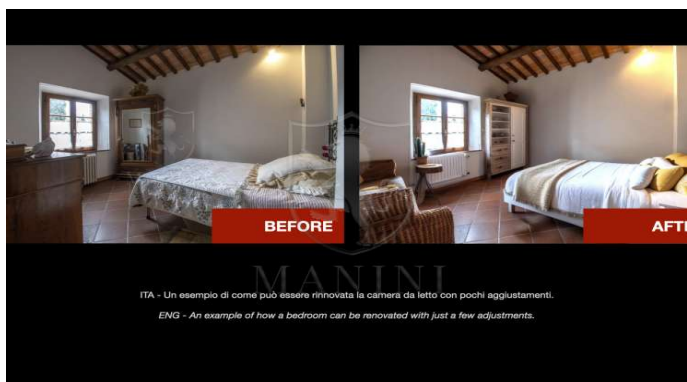 BEFORE
AFT
MANINI
ITA - Un esempio di come può essere rinnovata la camera da letto con pochi aggiustamenti.
ENG - An example of how a bedroom can be renovated with just a few adjustments.